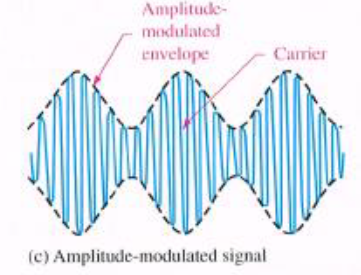 Amplitude-
modulated
envelope
Carrier
(c) Amplitude-modulated signal